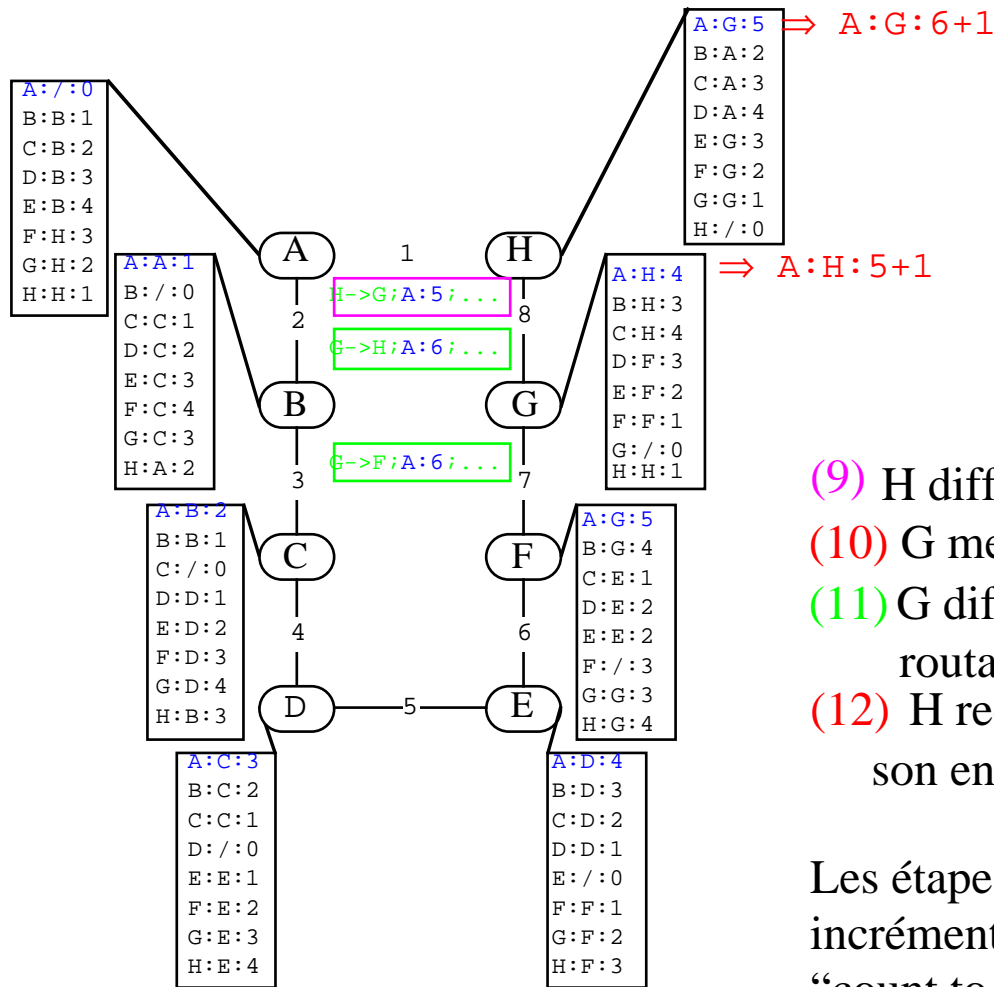 A:G:5 ⇒ A:G:6+1
B:A:2
C:A:3
D:A:4
E:G:3
F:G:2
G:G:1
H:/:0
A:/:0
B:B:1
C:B:2
D:B:3
E:B:4
F:H:3
G:H:2
H:H:1
A 1 H
A:A:1
B:/:0
C:C:1
D:C:2
E:C:3
F:C:4
G:C:3
H:A:2
H->G;A:5;...
2 8
G->H;A:6;...
A:H:4 ⇒ A:H:5+1
B:H:3
C:H:4
D:F:3
E:F:2
F:F:1
G:/:0
H:H:1
B G
G->F;A:6;...
3 7
A:B:2
B:B:1
C:/:0
D:D:1
E:D:2
F:D:3
G:D:4
H:B:3
C F
A:G:5
B:G:4
C:E:1
D:E:2
E:E:2
F:/:3
G:G:3
H:G:4
4 6
D 5 E
A:C:3
B:C:2
C:C:1
D:/:0
E:E:1
F:E:2
G:E:3
H:E:4
A:D:4
B:D:3
C:D:2
D:D:1
E:/:0
F:F:1
G:F:2
H:F:3
(9) H diff
(10) G me
(11) G dif
routa
(12) H re
son en
Les étape
incrément
“count to